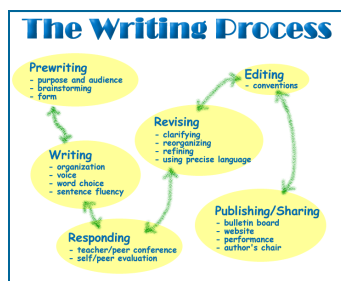 The Writing Process
Prewriting
- purpose and audience
- brainstorming
- form
Writing
- organization
- voice
- word choice
- sentence fluency
Responding
- teacher/peer conference
- self/peer evaluation
Revising
- clarifying
- reorganizing
- refining
- using precise language
Editing
- conventions
Publishing/Sharing
- bulletin board
- website
- performance
- author's chair